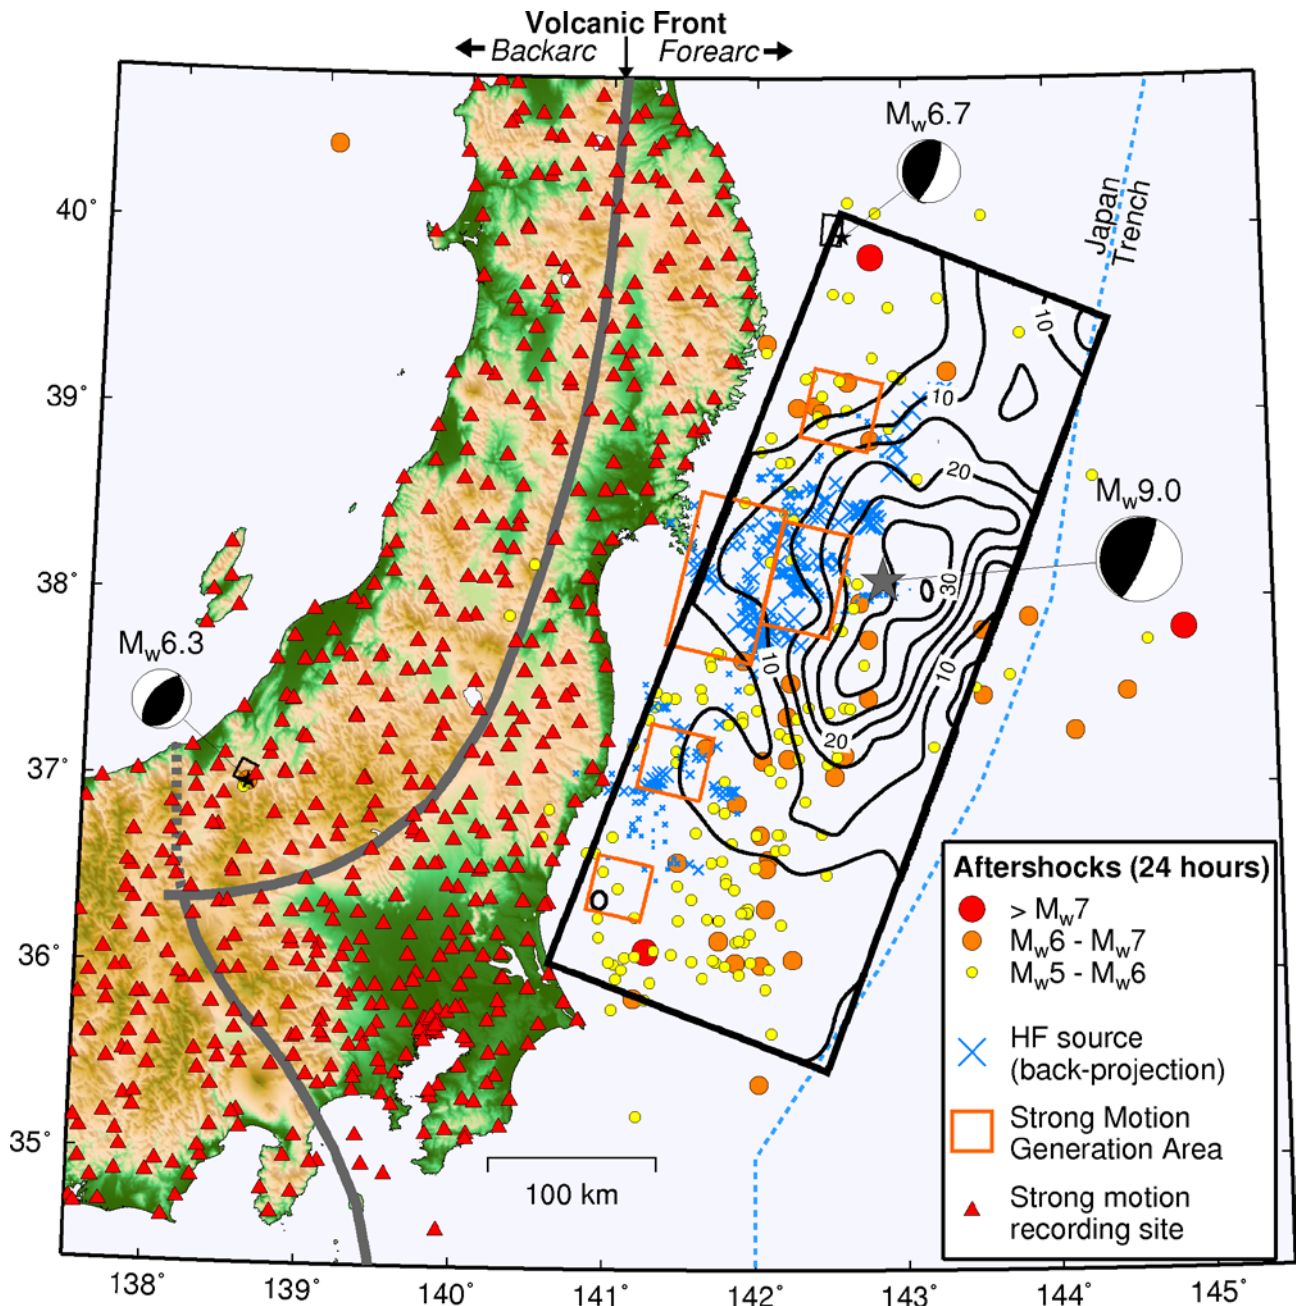 Volcanic Front
Backarc
Forearc
Mw6.7
Japan
Trench
40°
10
39°
10
20
Mw9.0
38°
30
Mw6.3
10
10
20
37°
Aftershocks (24 hours)
> Mw7
Mw6 - Mw7
Mw5 - Mw6
36°
HF source
(back-projection)
Strong Motion
Generation Area
35°
100 km
Strong motion
recording site
138°
139°
140°
141°
142°
143°
144°
145°